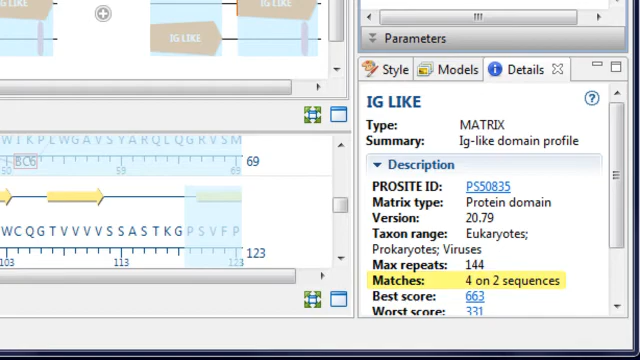 IG LIKE
IG LIKE
IG LIKE
Parameters
Style Models Details
IG LIKE
Type: MATRIX
Summary: Ig-like domain profile
Description
PROSITE ID: PS50835
Matrix type: Protein domain
Version: 20.79
Taxon range: Eukaryotes;
Prokaryotes; Viruses
Max repeats: 144
Matches: 4 on 2 sequences
Best score: 663
Worst score: 331
W I K P L W G A V S Y A R Q L Q G R V S M
BC6 69
50 59 69
W C Q G T V V V V S S A S T K G P S V F P
123
103 113 123